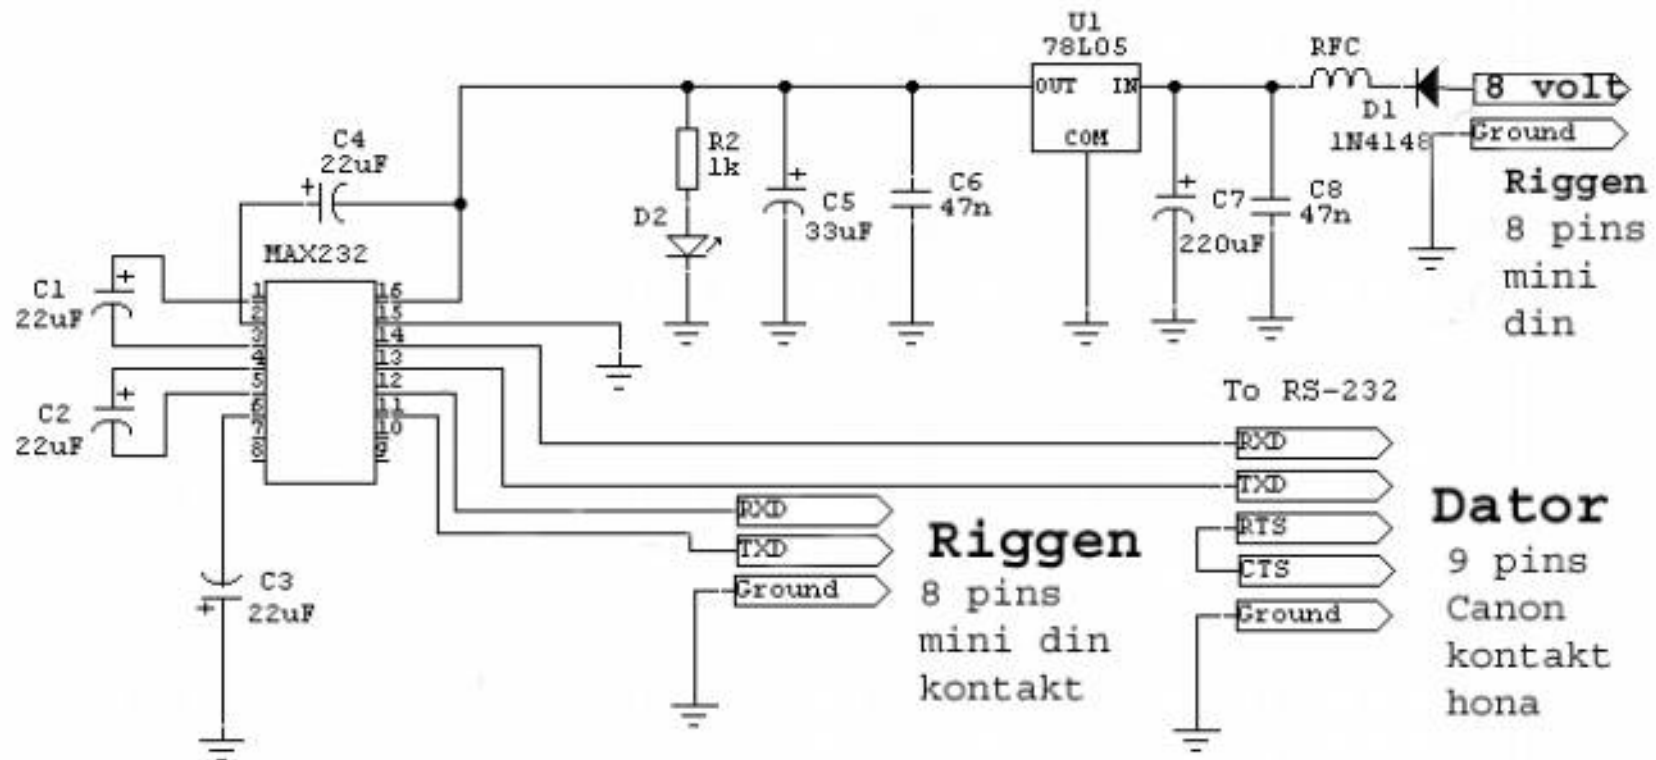 U1
78L05
RFC
OUT IN
COM
8 volt
D1
1N4148
Ground
Riggen
8 pins
mini
din
C4
22uF
+
R2
1k
D2
+
C5
33uF
C6
47n
+
C7
220uF
C8
47n
MAX232
C1
22uF
+
C2
22uF
+
1
2
3
4
5
6
7
8
16
15
14
13
12
11
10
9
C3
22uF
+
RXD
TXD
Ground
Riggen
8 pins
mini din
kontakt
To RS-232
RXD
TXD
RTS
CTS
Ground
Dator
9 pins
Canon
kontakt
hona